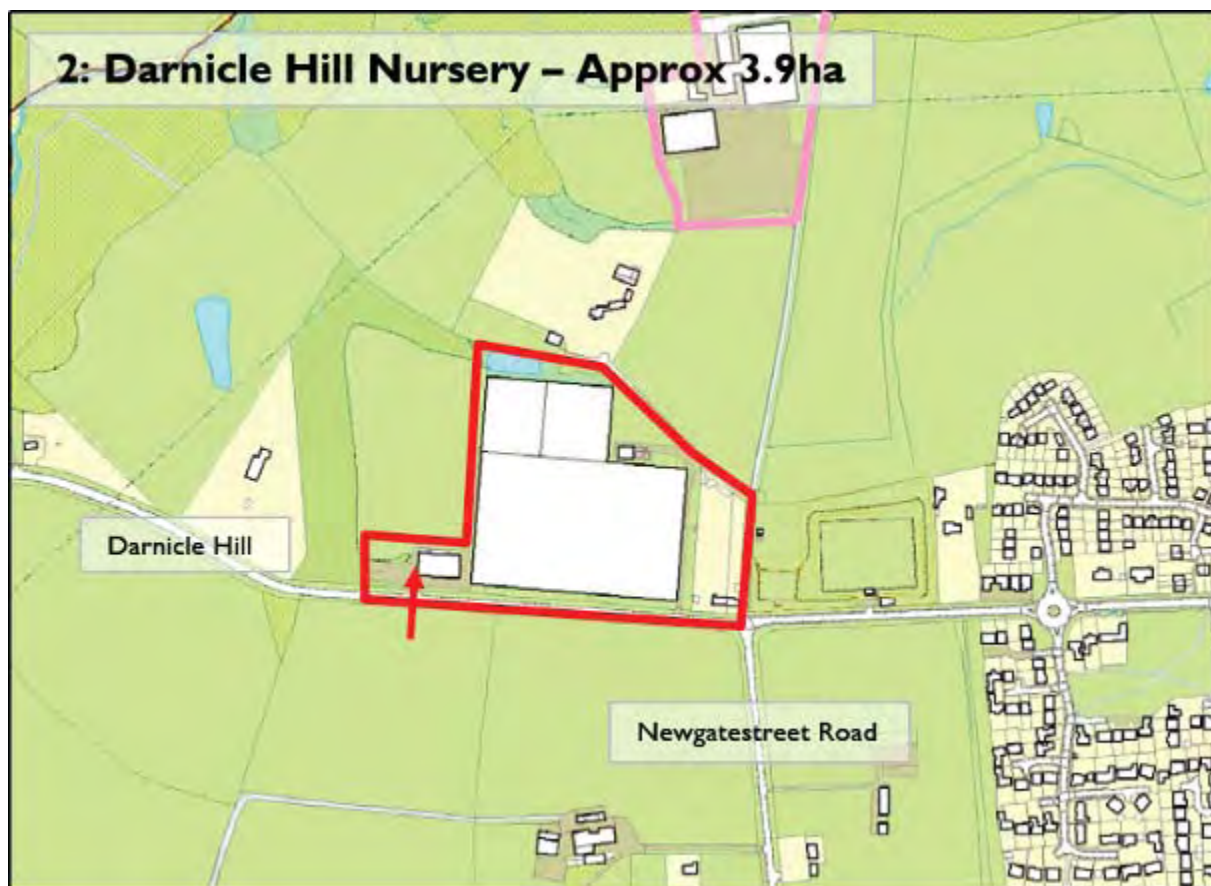 2: Darnicle Hill Nursery – Approx 3.9ha
Darnicle Hill
Newgatestreet Road